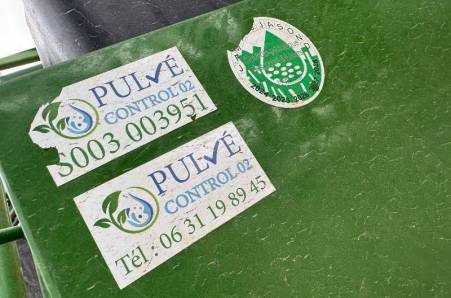 PULVÉ
CONTROL 02
S003 003951
PULVÉ
CONTROL 02
Tél : 06 31 19 89 45